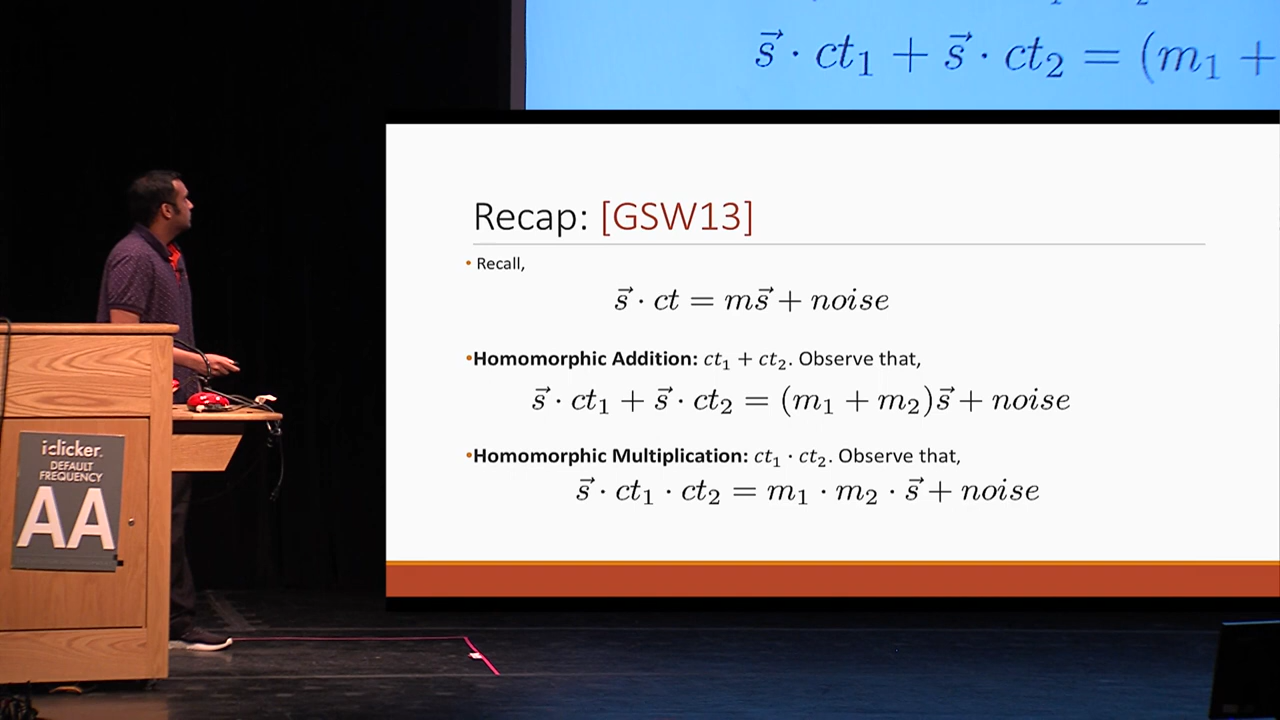 s⃗ · ct₁ + s⃗ · ct₂ = (m₁ +
Recap: [GSW13]
• Recall,
s⃗ · ct = ms⃗ + noise
•Homomorphic Addition: ct₁ + ct₂. Observe that,
s⃗ · ct₁ + s⃗ · ct₂ = (m₁ + m₂)s⃗ + noise
•Homomorphic Multiplication: ct₁ · ct₂. Observe that,
s⃗ · ct₁ · ct₂ = m₁ · m₂ · s⃗ + noise
iclicker.
DEFAULT
FREQUENCY
AA